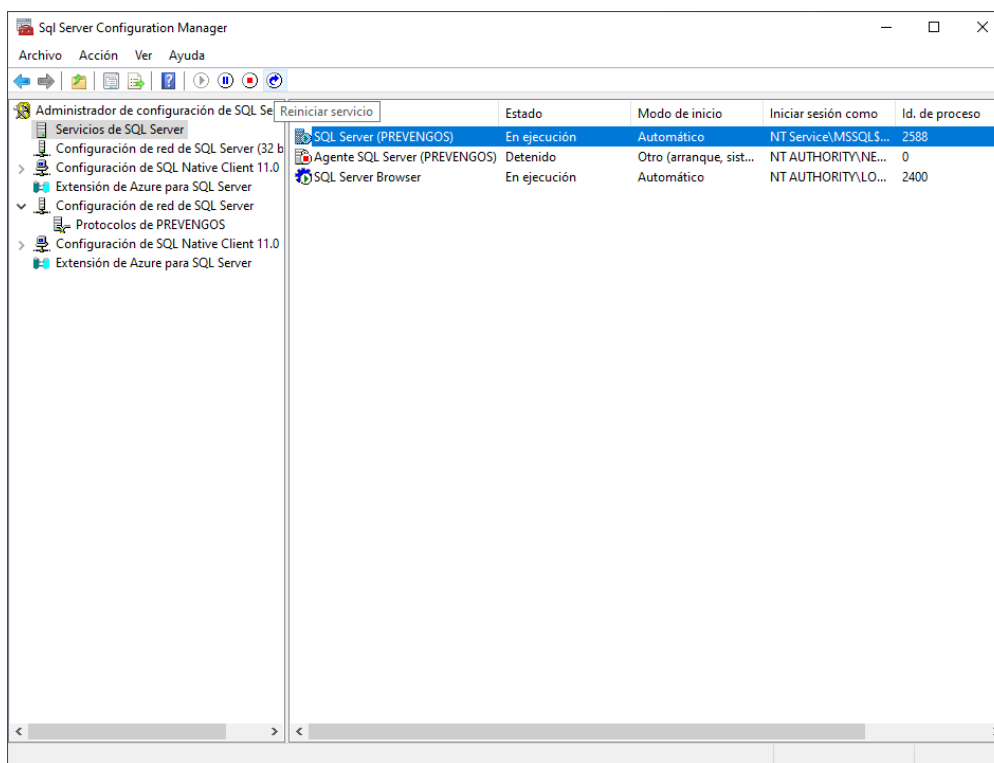 Sql Server Configuration Manager
Archivo Acción Ver Ayuda
Administrador de configuración de SQL Se
Reiniciar servicio
Estado Modo de inicio Iniciar sesión como Id. de proceso
Servicios de SQL Server
Configuración de red de SQL Server (32 b
Configuración de SQL Native Client 11.0
Extensión de Azure para SQL Server
Configuración de red de SQL Server
Protocolos de PREVENGOS
Configuración de SQL Native Client 11.0
Extensión de Azure para SQL Server
SQL Server (PREVENGOS) En ejecución Automático NT Service\MSSQL$... 2588
Agente SQL Server (PREVENGOS) Detenido Otro (arranque, sist... NT AUTHORITY\NE... 0
SQL Server Browser En ejecución Automático NT AUTHORITY\LO... 2400